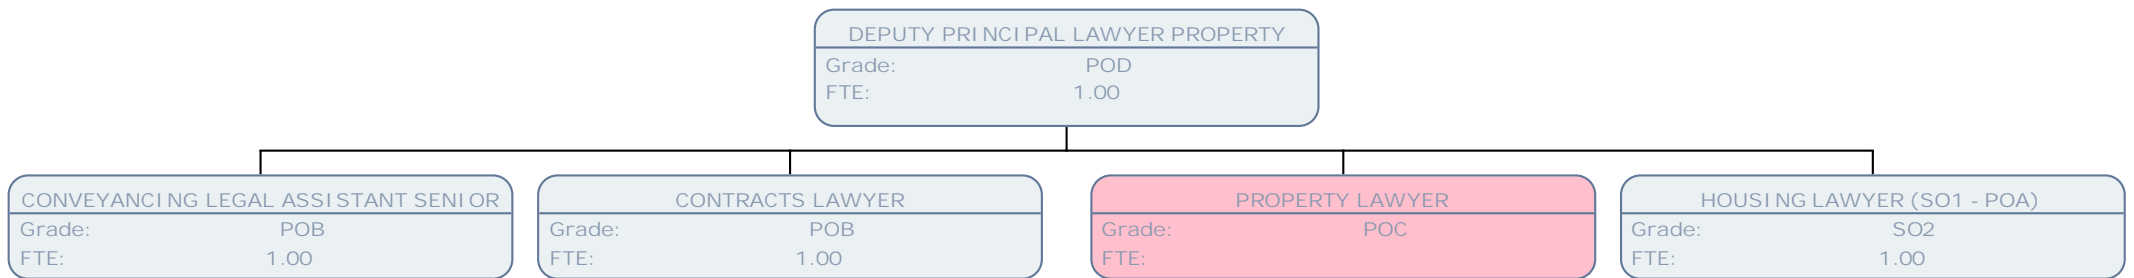 DEPUTY PRINCIPAL LAWYER PROPERTY
Grade: POD
FTE: 1.00
CONVEYANCING LEGAL ASSISTANT SENIOR
Grade: POB
FTE: 1.00
CONTRACTS LAWYER
Grade: POB
FTE: 1.00
PROPERTY LAWYER
Grade: POC
FTE:
HOUSING LAWYER (SO1 - POA)
Grade: SO2
FTE: 1.00